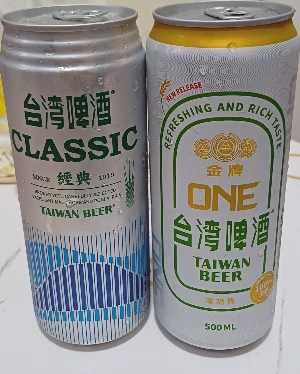 台湾啤酒
CLASSIC
SINCE 經典 1919
TAIWAN BEER
NEW RELEASE
REFRESHING AND RICH TASTE
金牌
ONE
台湾啤酒
TAIWAN
BEER
500ML